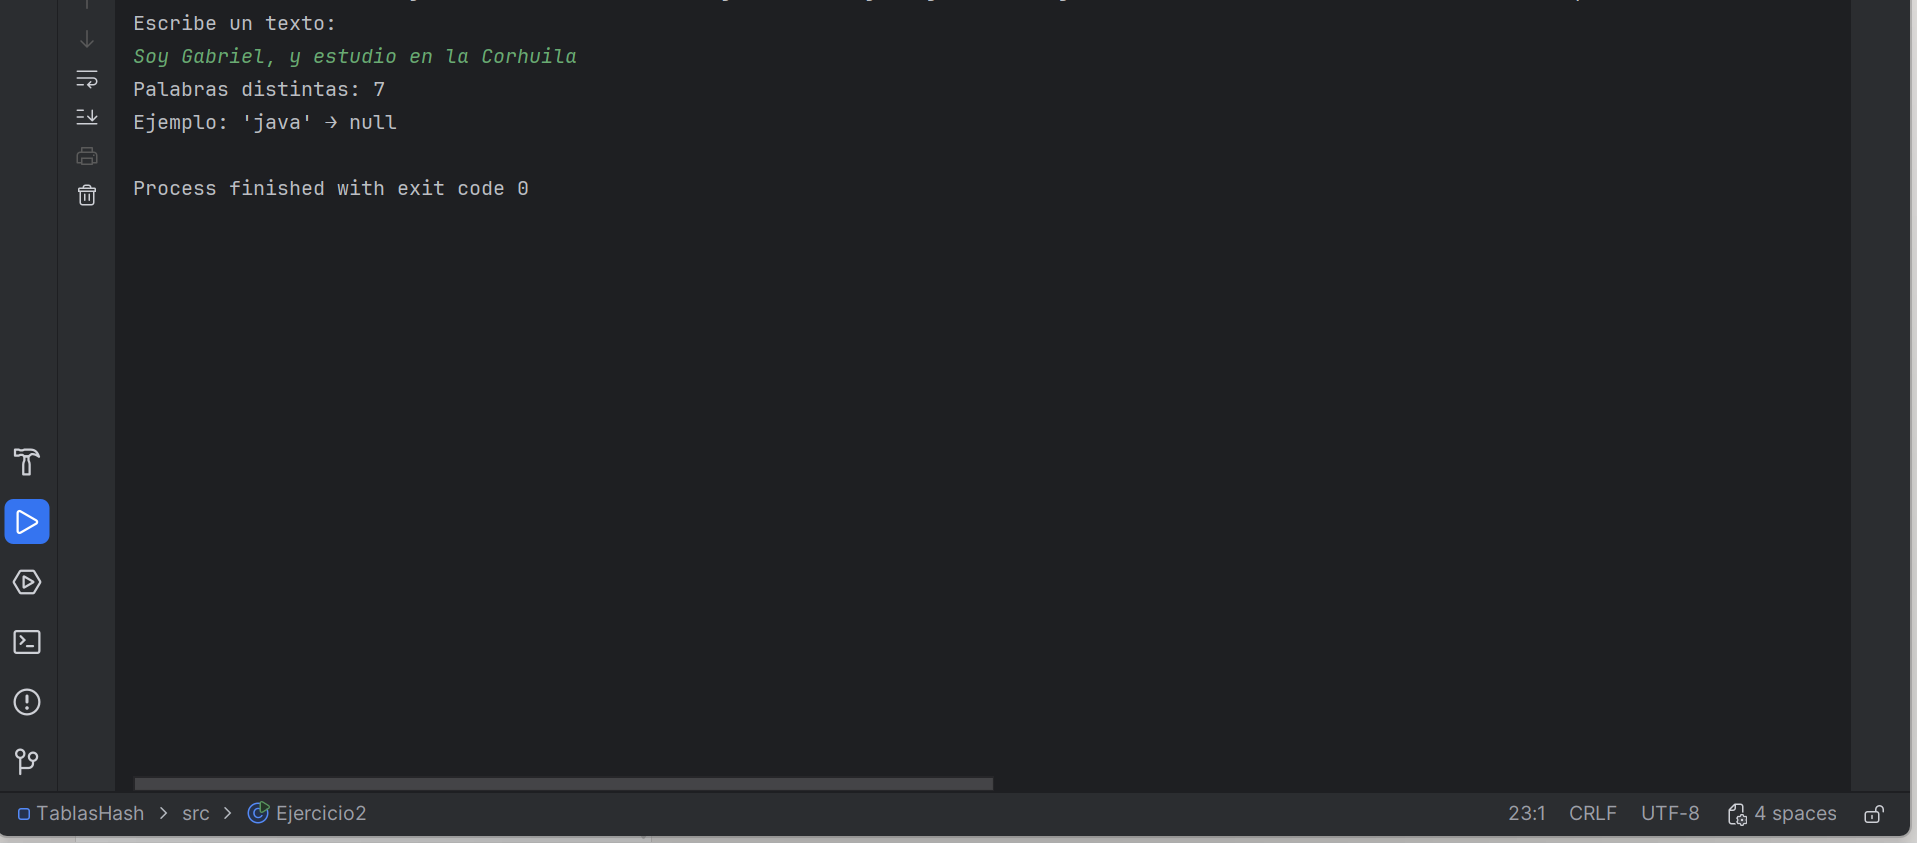 Escribe un texto:
Soy Gabriel, y estudio en la Corhuila
Palabras distintas: 7
Ejemplo: 'java' → null
Process finished with exit code 0
TablasHash > src > Ejercicio2 23:1 CRLF UTF-8 4 spaces